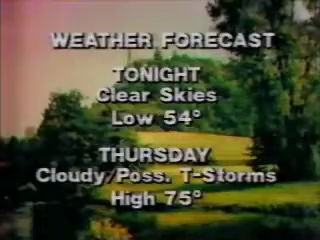 WEATHER FORECAST
TONIGHT
Clear Skies
Low 54°
THURSDAY
Cloudy/Poss. T-Storms
High 75°